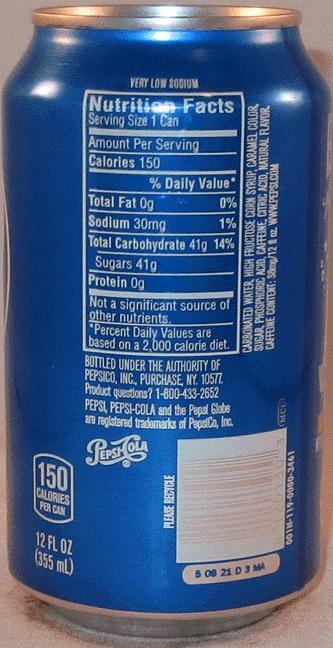 VERY LOW SODIUM
Nutrition Facts
Serving Size 1 Can
Amount Per Serving
Calories 150
% Daily Value*
Total Fat 0g 0%
Sodium 30mg 1%
Total Carbohydrate 41g 14%
Sugars 41g
Protein 0g
Not a significant source of
other nutrients.
*Percent Daily Values are
based on a 2,000 calorie diet.
CARBONATED WATER, HIGH FRUCTOSE CORN SYRUP, CARAMEL COLOR,
SUGAR, PHOSPHORIC ACID, CAFFEINE, CITRIC ACID, NATURAL FLAVOR.
CAFFEINE CONTENT: 38mg/12 fl oz. WWW.PEPSI.COM
BOTTLED UNDER THE AUTHORITY OF
PEPSICO, INC., PURCHASE, NY. 10577.
Product questions? 1-800-433-2652
PEPSI, PEPSI-COLA and the Pepsi Globe
are registered trademarks of PepsiCo, Inc.
PEPSI-COLA
150
CALORIES
PER CAN
12 FL OZ
(355 mL)
PLEASE RECYCLE
MCC
001H-119-0000-3461
5 08 21 D 3 MA